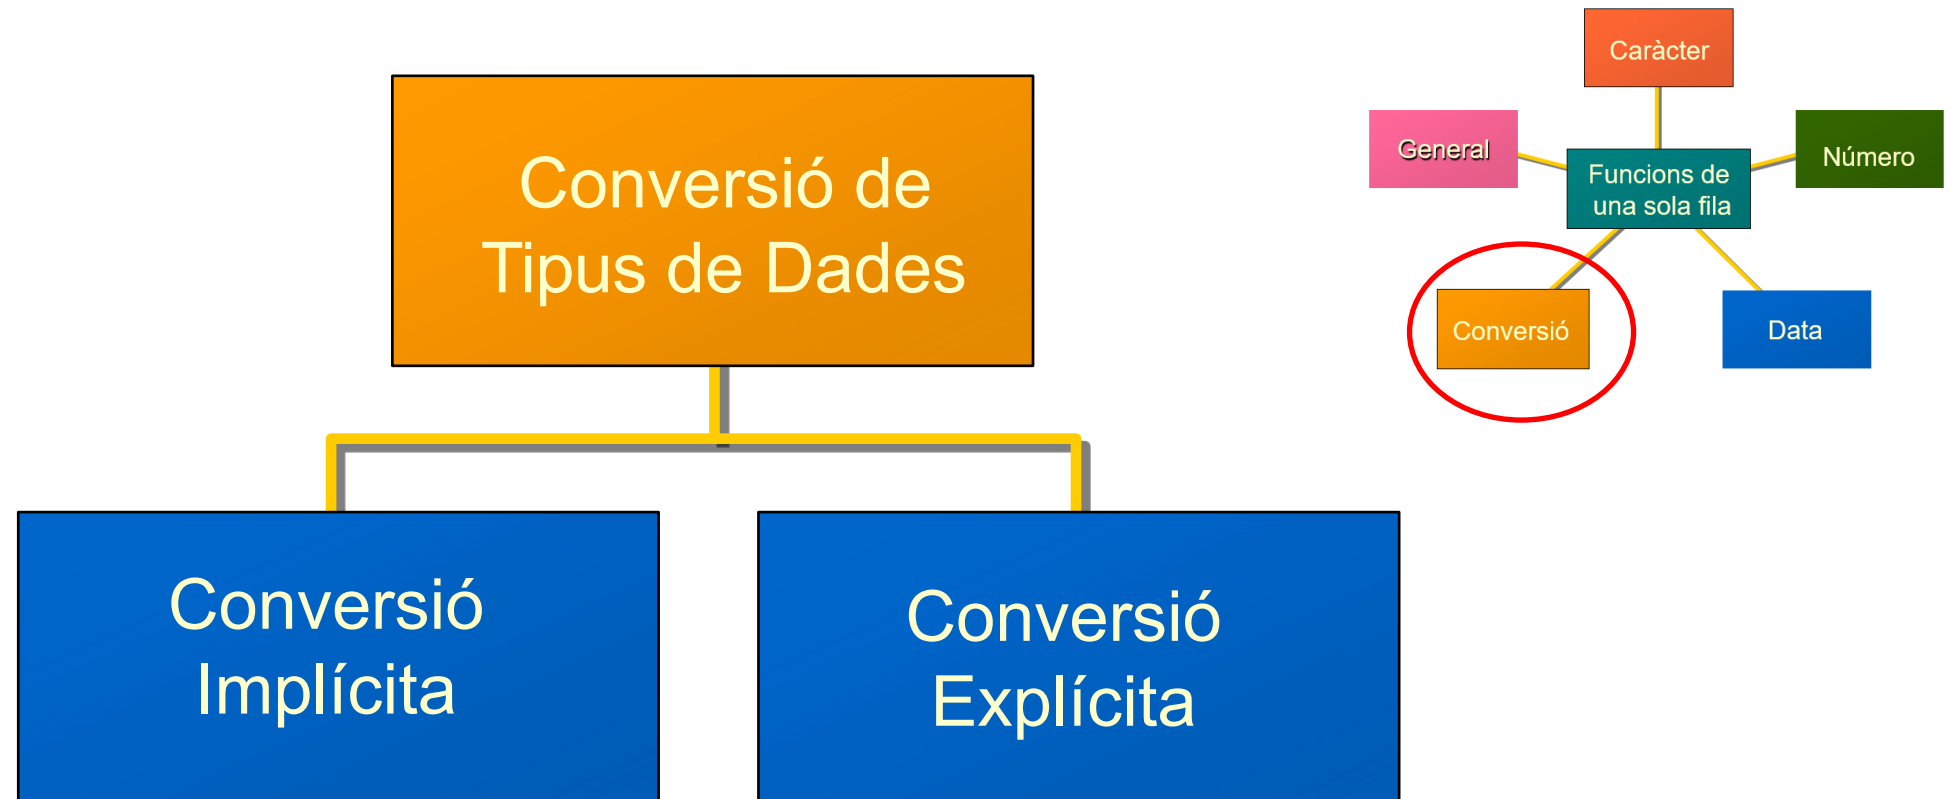 Conversió de
Tipus de Dades
Conversió
Implícita
Conversió
Explícita
Caràcter
General
Número
Funcions de
una sola fila
Conversió
Data